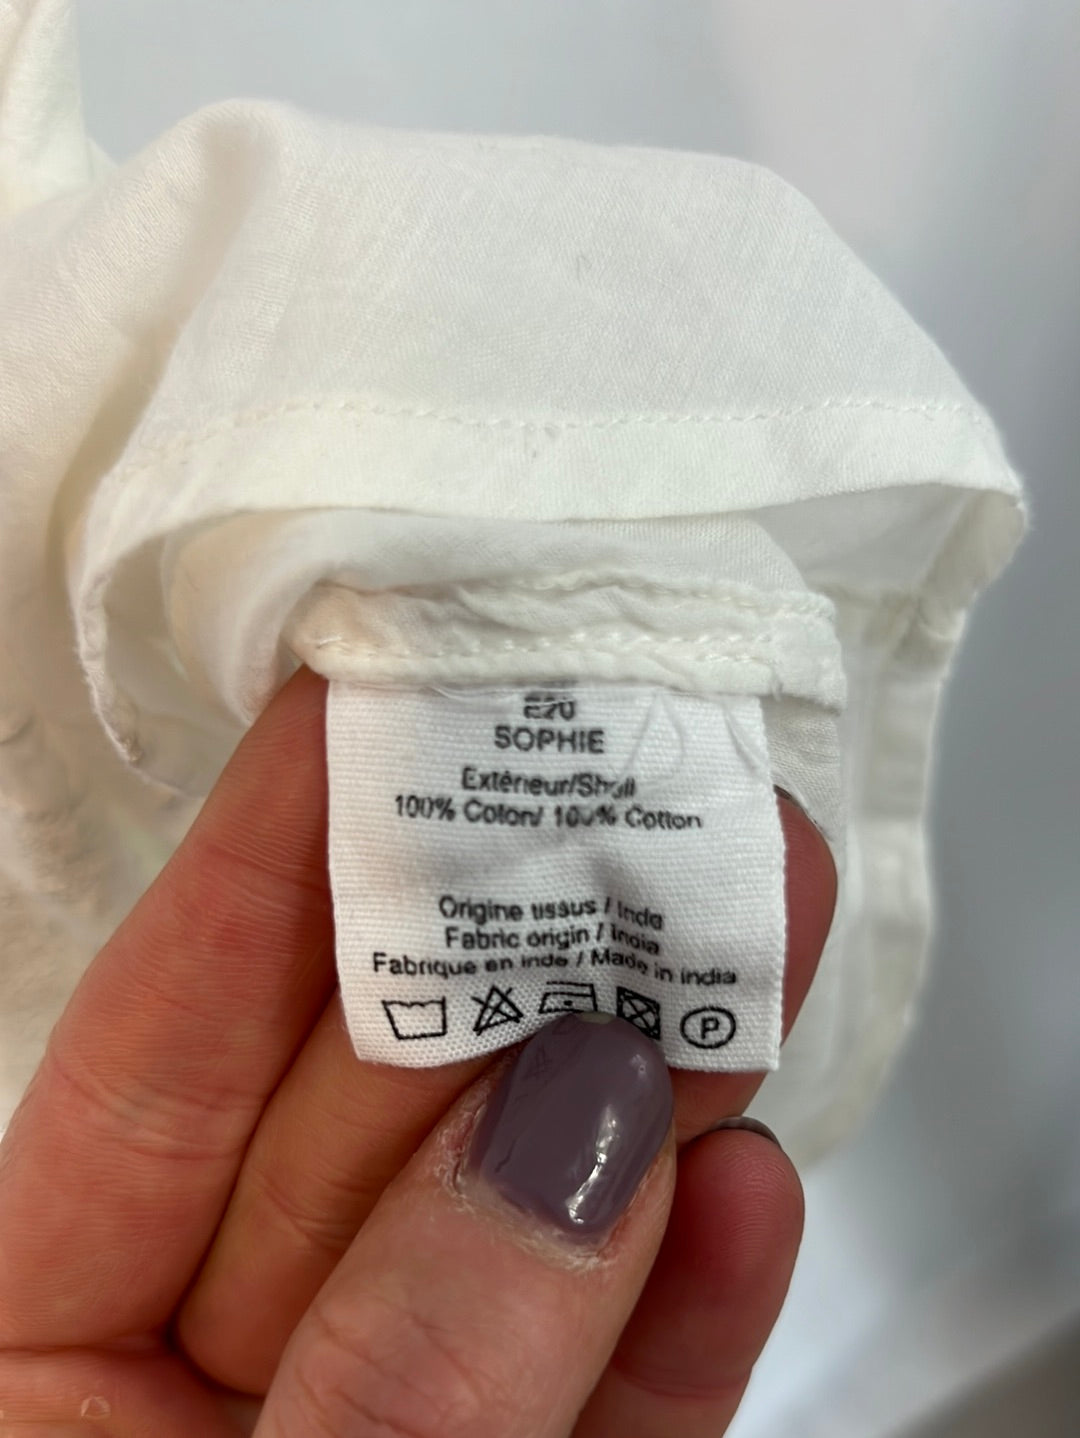 E20
SOPHIE
Extérieur/Shell
100% Coton/ 100% Cotton
Origine tissus / Inde
Fabric origin / India
Fabriqué en Inde / Made in India
P